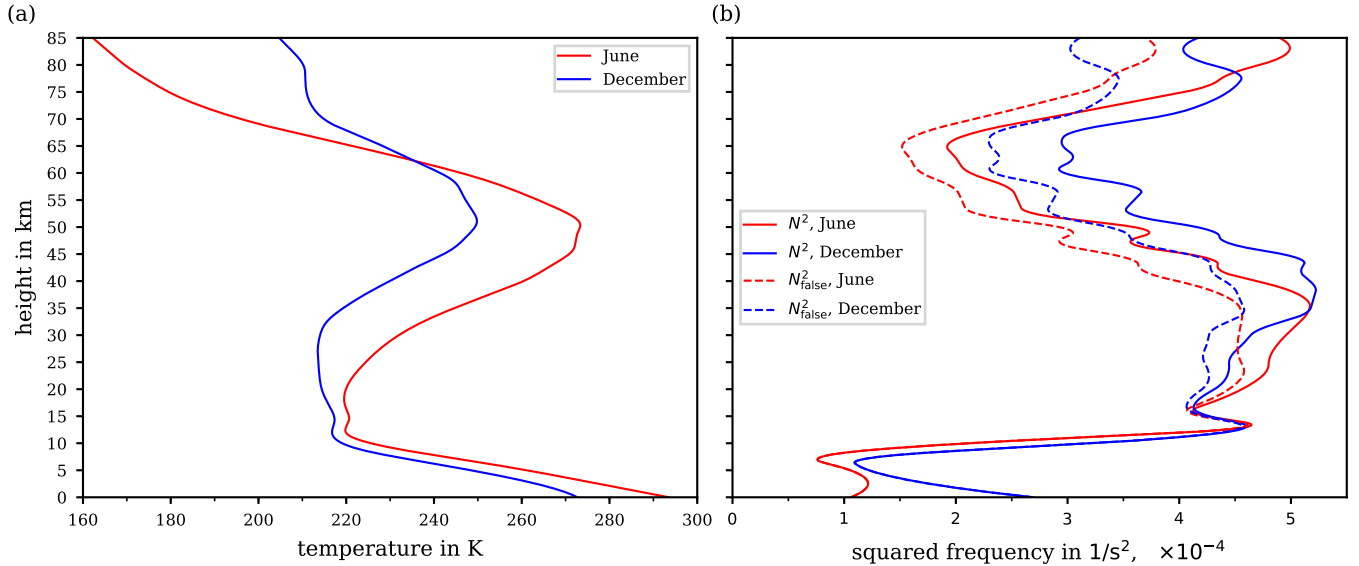 (a)
(b)
85
80
75
70
65
60
55
50
45
40
35
30
25
20
15
10
5
0
height in km
160
180
200
220
240
260
280
300
temperature in K
June
December
N², June
N², December
N²false, June
N²false, December
0
1
2
3
4
5
squared frequency in 1/s², ×10⁻⁴